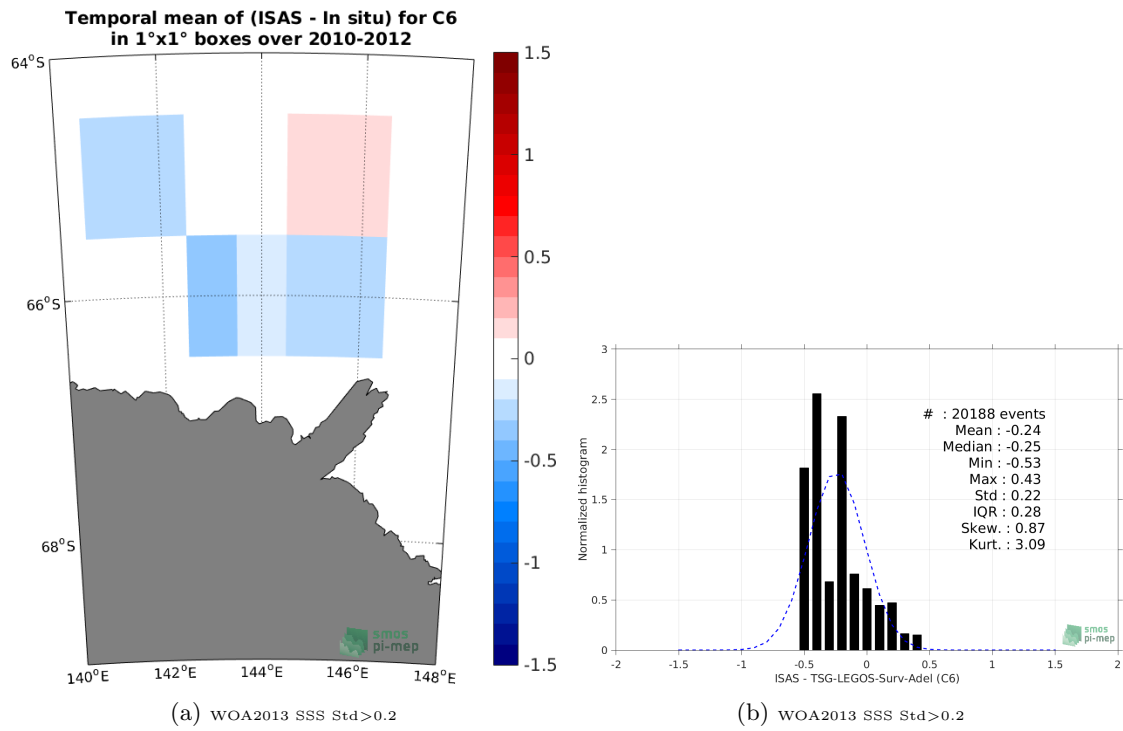 Temporal mean of (ISAS - In situ) for C6
in 1°x1° boxes over 2010-2012
64°S
66°S
68°S
140°E
142°E
144°E
146°E
148°E
1.5
1
0.5
0
-0.5
-1
-1.5
smos
pi-mep
(a) WOA2013 SSS Std>0.2
3
2.5
2
1.5
1
0.5
0
Normalized histogram
# : 20188 events
Mean : -0.24
Median : -0.25
Min : -0.53
Max : 0.43
Std : 0.22
IQR : 0.28
Skew. : 0.87
Kurt. : 3.09
smos
pi-mep
-2 -1.5 -1 -0.5 0 0.5 1 1.5 2
ISAS - TSG-LEGOS-Surv-Adel (C6)
(b) WOA2013 SSS Std>0.2